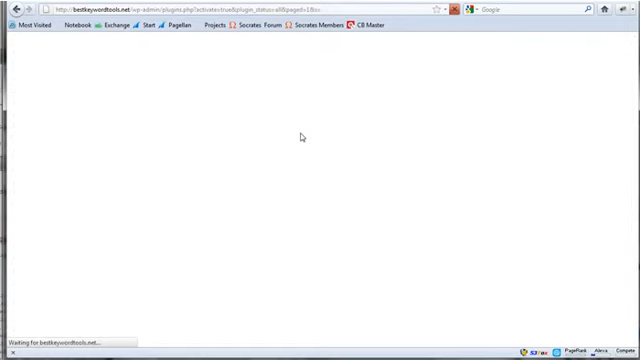 http://bestkeywordtools.net/wp-admin/plugins.php?activate=true&plugin_status=all&paged=1&s=
Google
Most Visited Notebook Exchange Start PageRan Projects Socrates Forum Socrates Members CB Master
Waiting for bestkeywordtools.net...
PageRank Alexa Compete